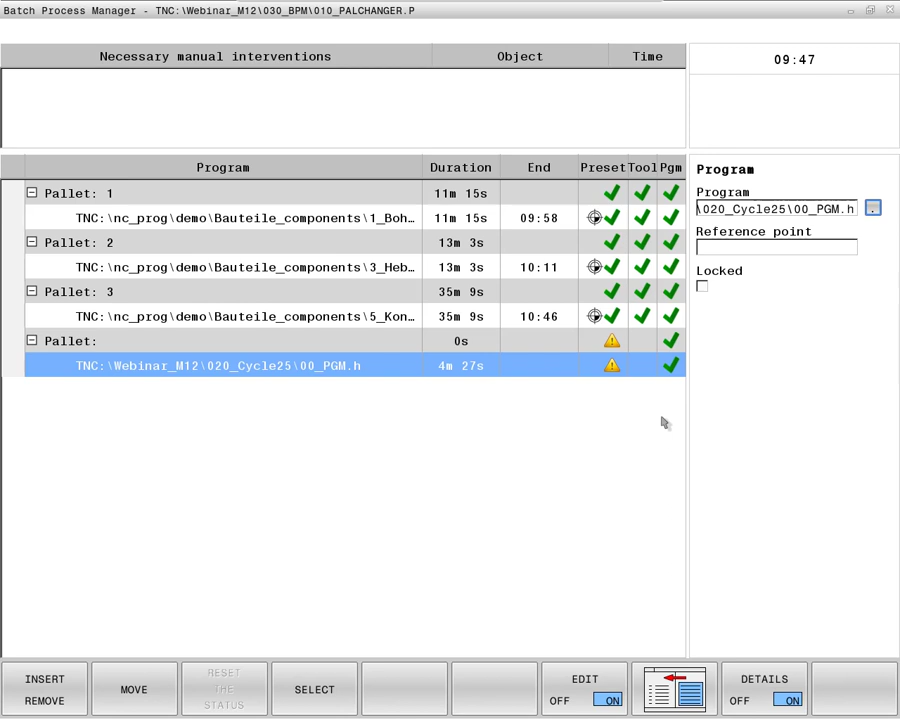 Batch Process Manager - TNC:\Webinar_M12\030_BPM\010_PALCHANGER.P
Necessary manual interventions Object Time
09:47
Program Duration End Preset Tool Pgm
Pallet: 1 11m 15s
TNC:\nc_prog\demo\Bauteile_components\1_Boh… 11m 15s 09:58
Pallet: 2 13m 3s
TNC:\nc_prog\demo\Bauteile_components\3_Heb… 13m 3s 10:11
Pallet: 3 35m 9s
TNC:\nc_prog\demo\Bauteile_components\5_Kon… 35m 9s 10:46
Pallet: 0s
TNC:\Webinar_M12\020_Cycle25\00_PGM.h 4m 27s
Program
Program
\020_Cycle25\00_PGM.h
Reference point
Locked
INSERT
REMOVE
MOVE
RESET
THE
STATUS
SELECT
EDIT
OFF ON
DETAILS
OFF ON